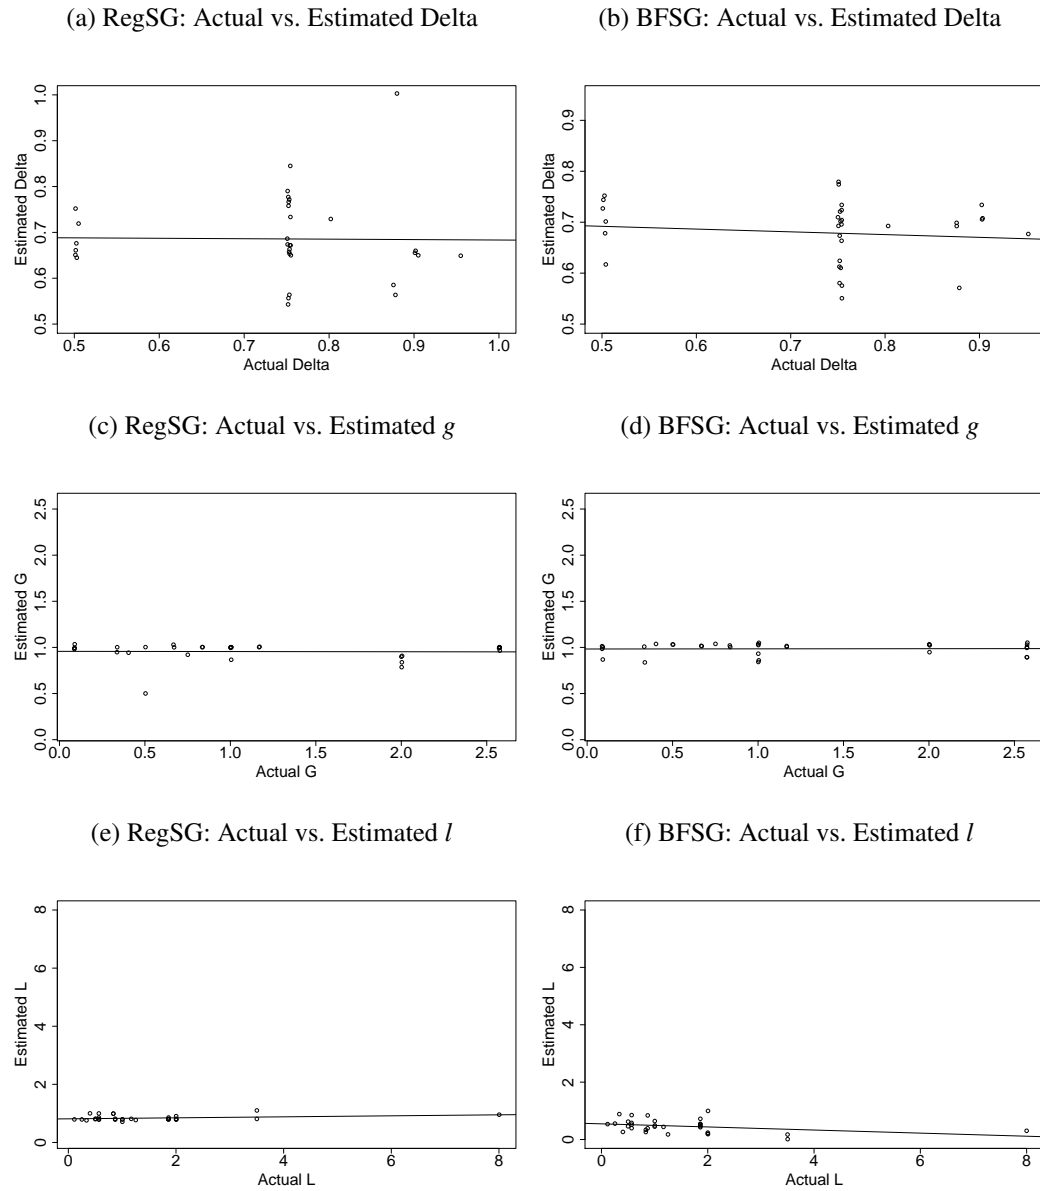 (a) RegSG: Actual vs. Estimated Delta
(b) BFSG: Actual vs. Estimated Delta
Estimated Delta
0.5 0.6 0.7 0.8 0.9 1.0
0.5 0.6 0.7 0.8 0.9 1.0
Actual Delta
Estimated Delta
0.5 0.6 0.7 0.8 0.9
0.5 0.6 0.7 0.8 0.9
Actual Delta
(c) RegSG: Actual vs. Estimated g
(d) BFSG: Actual vs. Estimated g
Estimated G
0.0 0.5 1.0 1.5 2.0 2.5
0.0 0.5 1.0 1.5 2.0 2.5
Actual G
Estimated G
0.0 0.5 1.0 1.5 2.0 2.5
0.0 0.5 1.0 1.5 2.0 2.5
Actual G
(e) RegSG: Actual vs. Estimated l
(f) BFSG: Actual vs. Estimated l
Estimated L
0 2 4 6 8
0 2 4 6 8
Actual L
Estimated L
0 2 4 6 8
0 2 4 6 8
Actual L